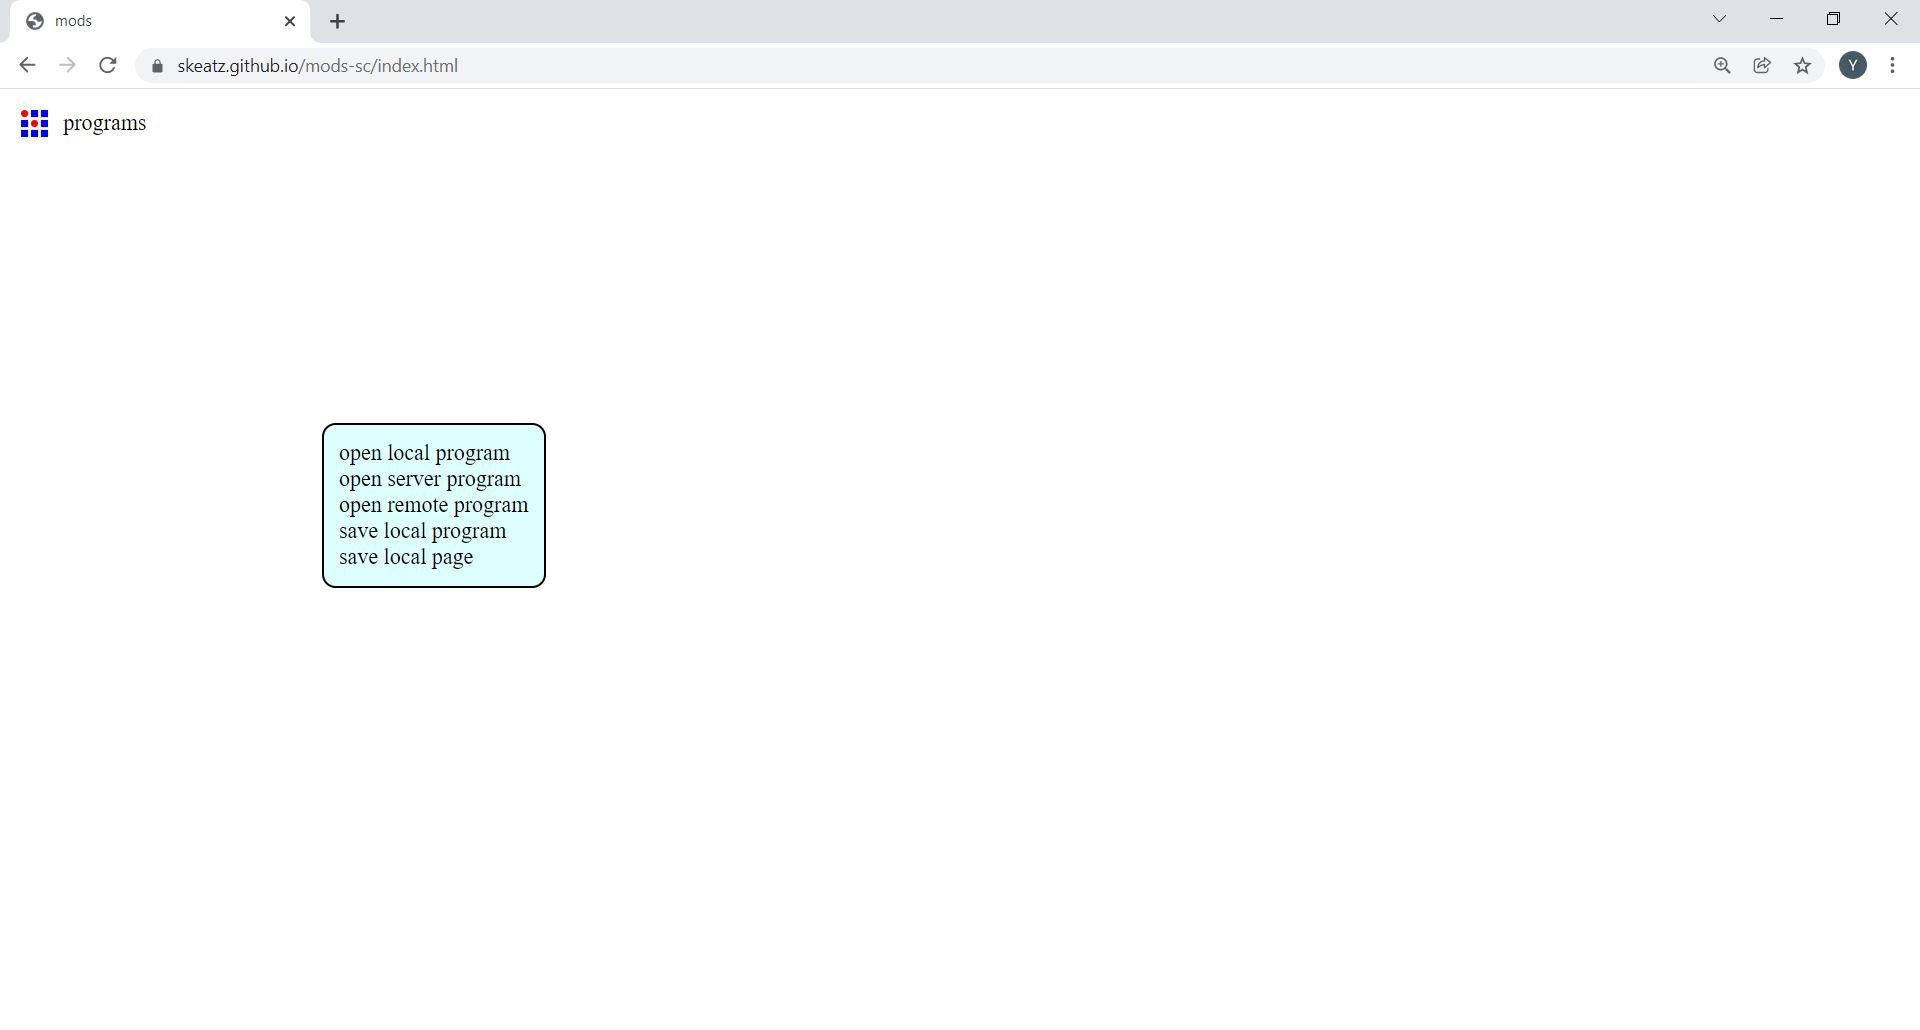 mods
skeatz.github.io/mods-sc/index.html
Y
programs
open local program
open server program
open remote program
save local program
save local page